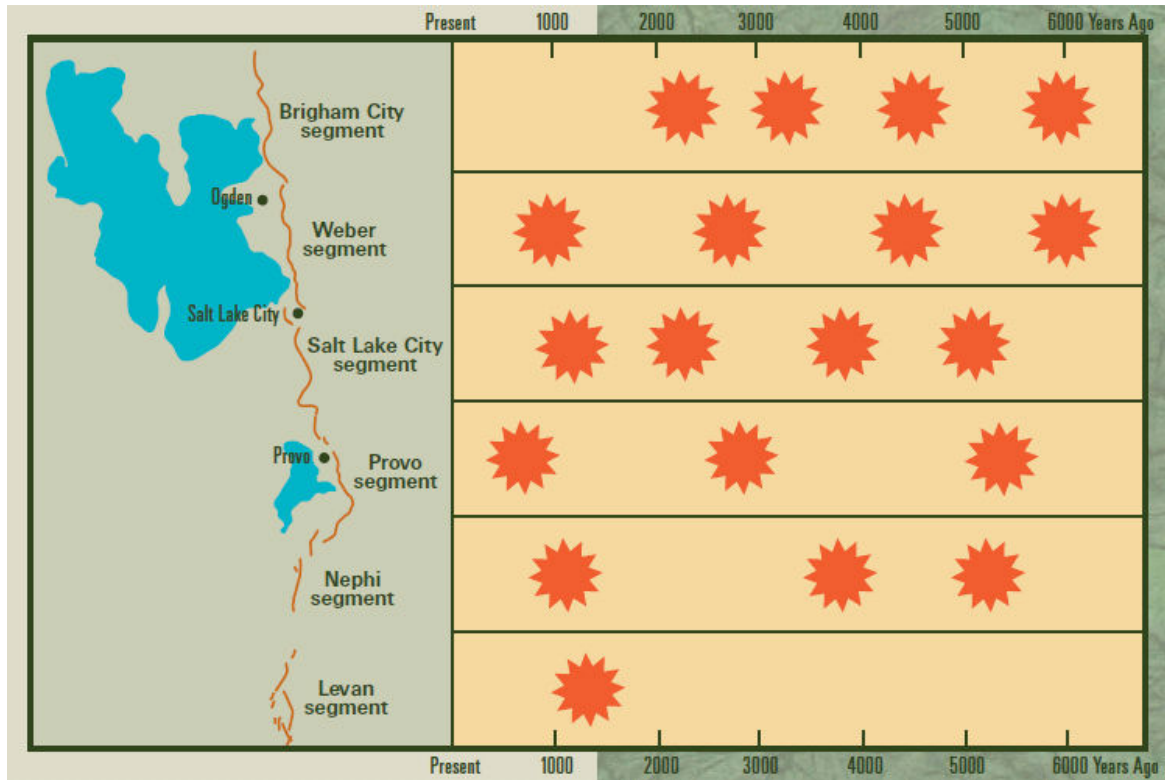 Present 1000 2000 3000 4000 5000 6000 Years Ago
Brigham City
segment
Ogden
Weber
segment
Salt Lake City
Salt Lake City
segment
Provo
Provo
segment
Nephi
segment
Levan
segment
Present 1000 2000 3000 4000 5000 6000 Years Ago